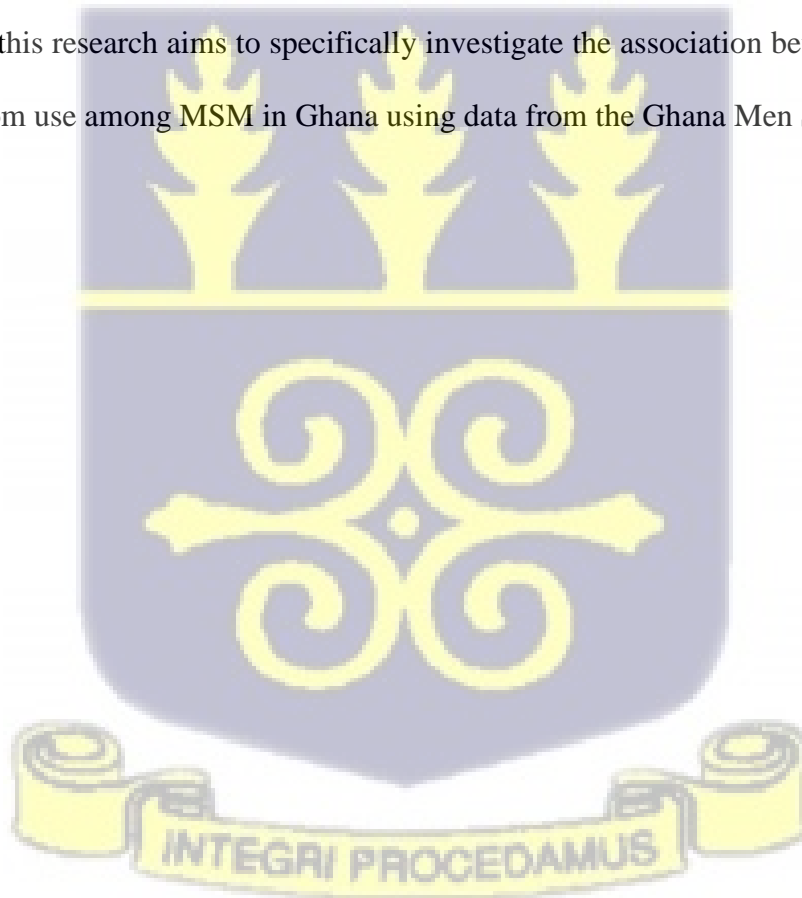 this research aims to specifically investigate the association
use among MSM in Ghana using data from the Ghana Men
INTEGRI PROCEDAMUS